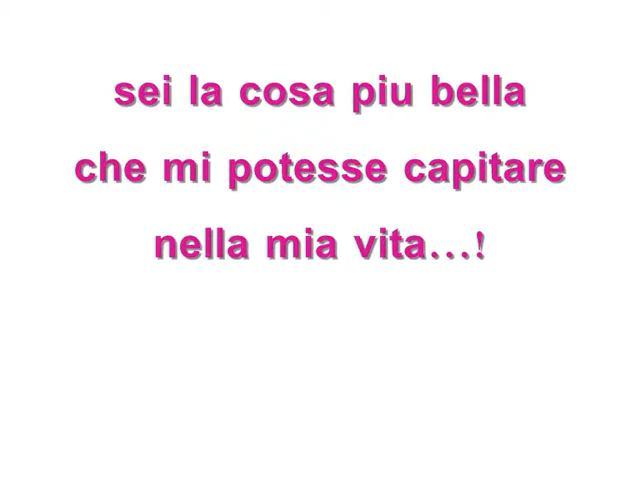 sei la cosa piu bella
che mi potesse capitare
nella mia vita...!